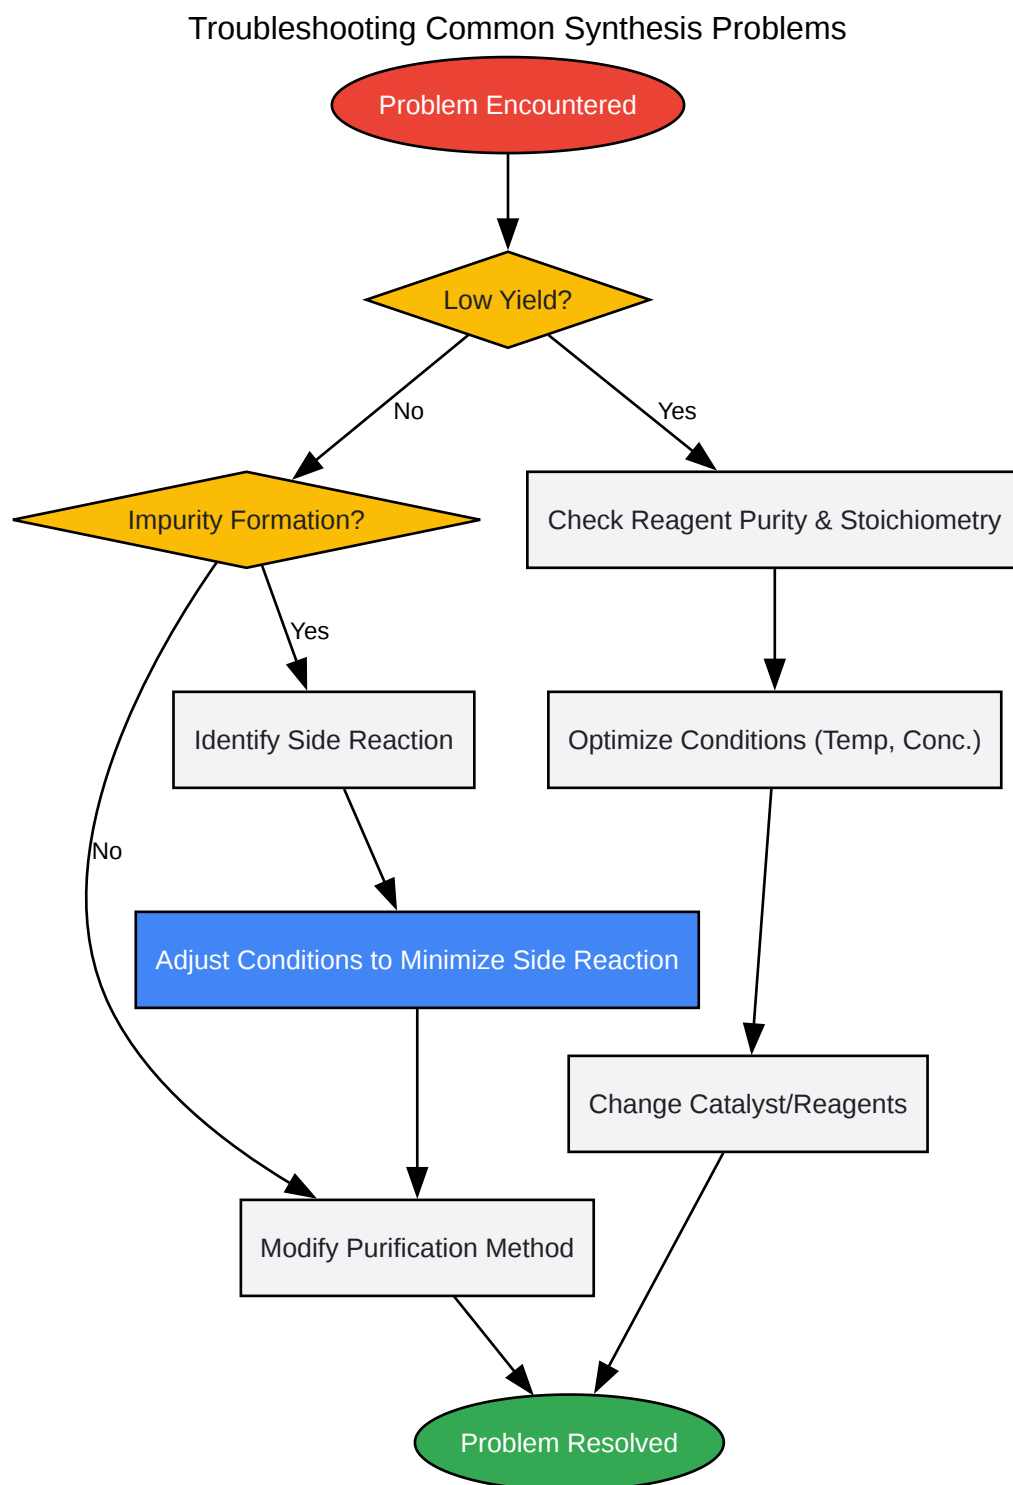 Troubleshooting Common Synthesis Problems
Problem Encountered
Low Yield?
No
Yes
Impurity Formation?
Check Reagent Purity & Stoichiometry
Yes
Identify Side Reaction
Optimize Conditions (Temp, Conc.)
No
Adjust Conditions to Minimize Side Reaction
Change Catalyst/Reagents
Modify Purification Method
Problem Resolved